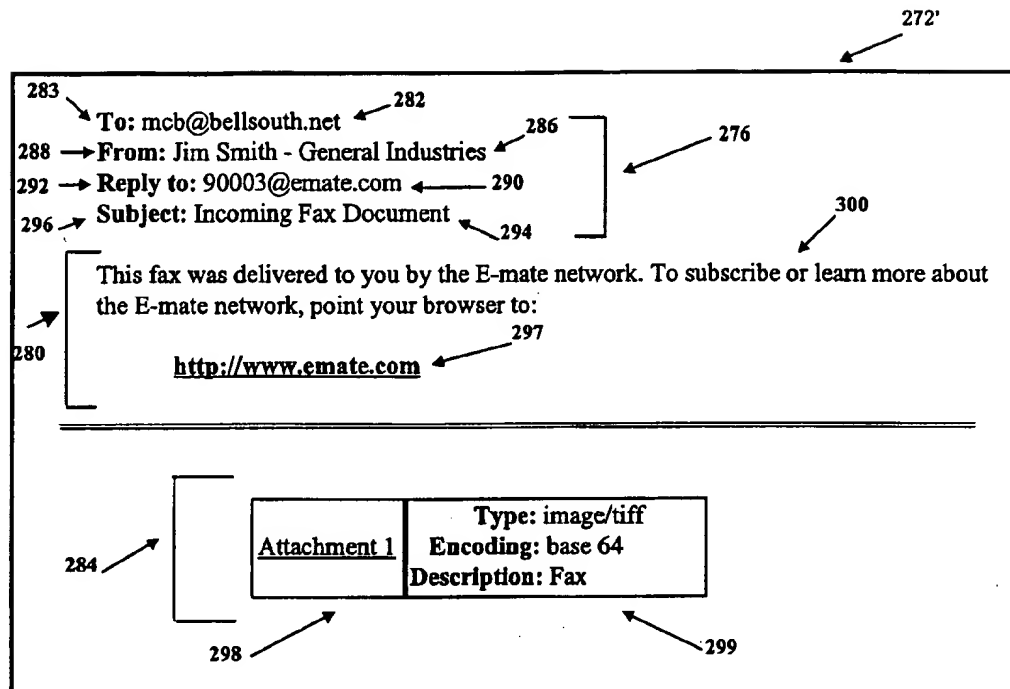 272'
283
282
To: mcb@bellsouth.net
286
276
288 From: Jim Smith - General Industries
292 Reply to: 90003@emate.com 290
296 Subject: Incoming Fax Document
294
300
This fax was delivered to you by the E-mate network. To subscribe or learn more about
the E-mate network, point your browser to:
280
297
http://www.emate.com
284
Attachment 1
Type: image/tiff
Encoding: base 64
Description: Fax
298
299